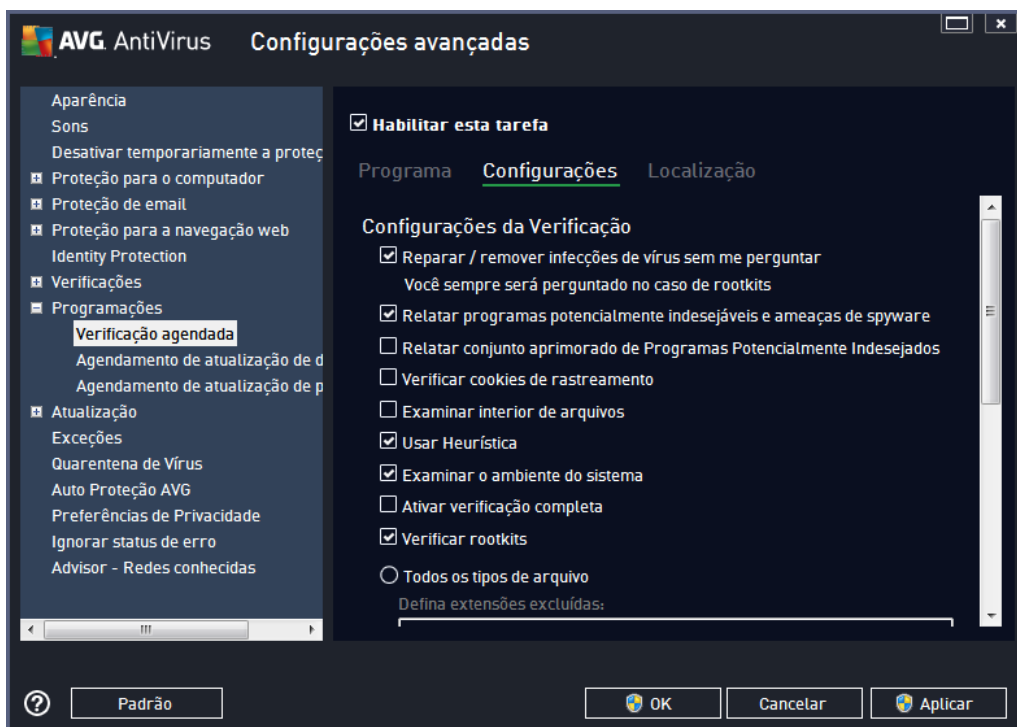 AVG. AntiVirus Configurações avançadas
Aparência
Sons
Desativar temporariamente a proteç
Proteção para o computador
Proteção de email
Proteção para a navegação web
Identity Protection
Verificações
Programações
Verificação agendada
Agendamento de atualização de d
Agendamento de atualização de p
Atualização
Exceções
Quarentena de Vírus
Auto Proteção AVG
Preferências de Privacidade
Ignorar status de erro
Advisor - Redes conhecidas
Habilitar esta tarefa
Programa Configurações Localização
Configurações da Verificação
Reparar / remover infecções de vírus sem me perguntar
Você sempre será perguntado no caso de rootkits
Relatar programas potencialmente indesejáveis e ameaças de spyware
Relatar conjunto aprimorado de Programas Potencialmente Indesejados
Verificar cookies de rastreamento
Examinar interior de arquivos
Usar Heurística
Examinar o ambiente do sistema
Ativar verificação completa
Verificar rootkits
Todos os tipos de arquivo
Defina extensões excluídas:
? Padrão OK Cancelar Aplicar